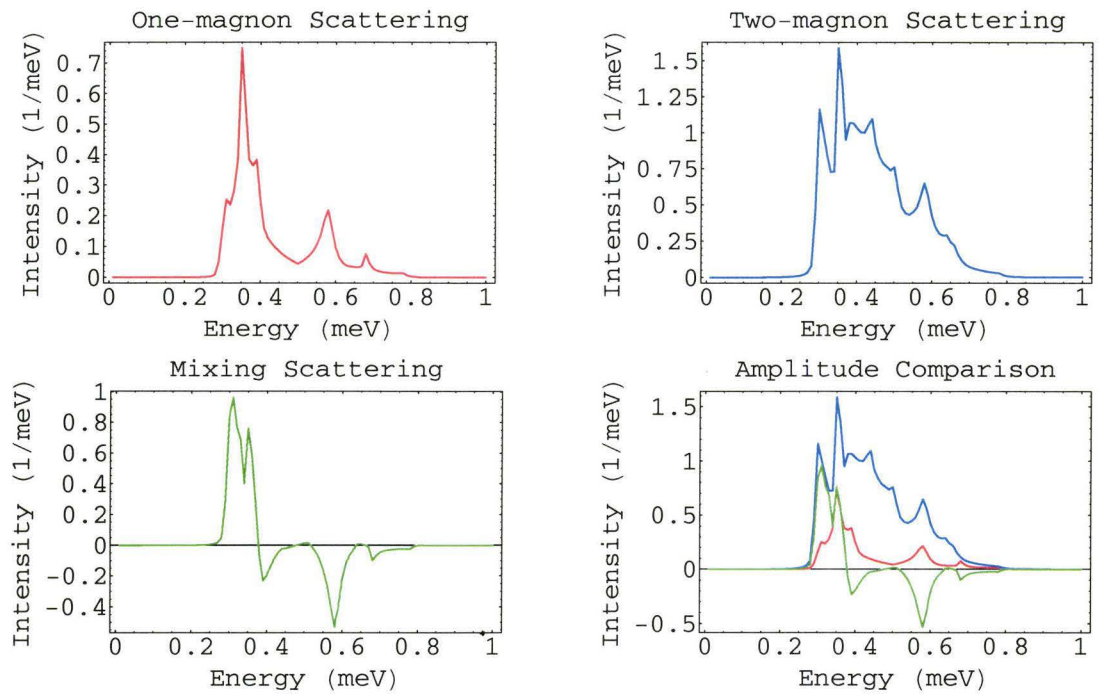 One-magnon Scattering
Intensity (1/meV)
0.7
0.6
0.5
0.4
0.3
0.2
0.1
0
0 0.2 0.4 0.6 0.8 1
Energy (meV)
Two-magnon Scattering
Intensity (1/meV)
1.5
1.25
1
0.75
0.5
0.25
0
0 0.2 0.4 0.6 0.8 1
Energy (meV)
Mixing Scattering
Intensity (1/meV)
1
0.8
0.6
0.4
0.2
0
-0.2
-0.4
0 0.2 0.4 0.6 0.8 1
Energy (meV)
Amplitude Comparison
Intensity (1/meV)
1.5
1
0.5
0
-0.5
0 0.2 0.4 0.6 0.8 1
Energy (meV)